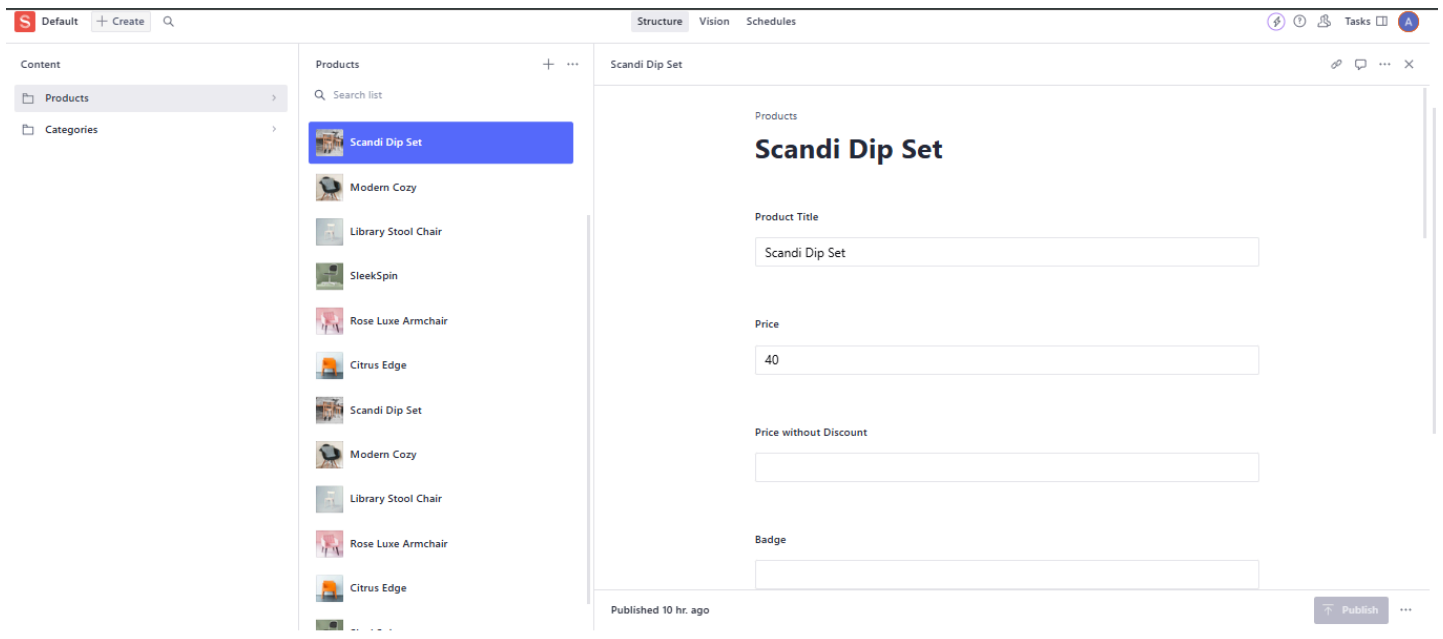 S Default + Create Structure Vision Schedules Tasks A
Content
Products
Categories
Products
Search list
Scandi Dip Set
Modern Cozy
Library Stool Chair
SleekSpin
Rose Luxe Armchair
Citrus Edge
Scandi Dip Set
Modern Cozy
Library Stool Chair
Rose Luxe Armchair
Citrus Edge
Scandi Dip Set
Products
Scandi Dip Set
Product Title
Scandi Dip Set
Price
40
Price without Discount
Badge
Published 10 hr. ago
Publish